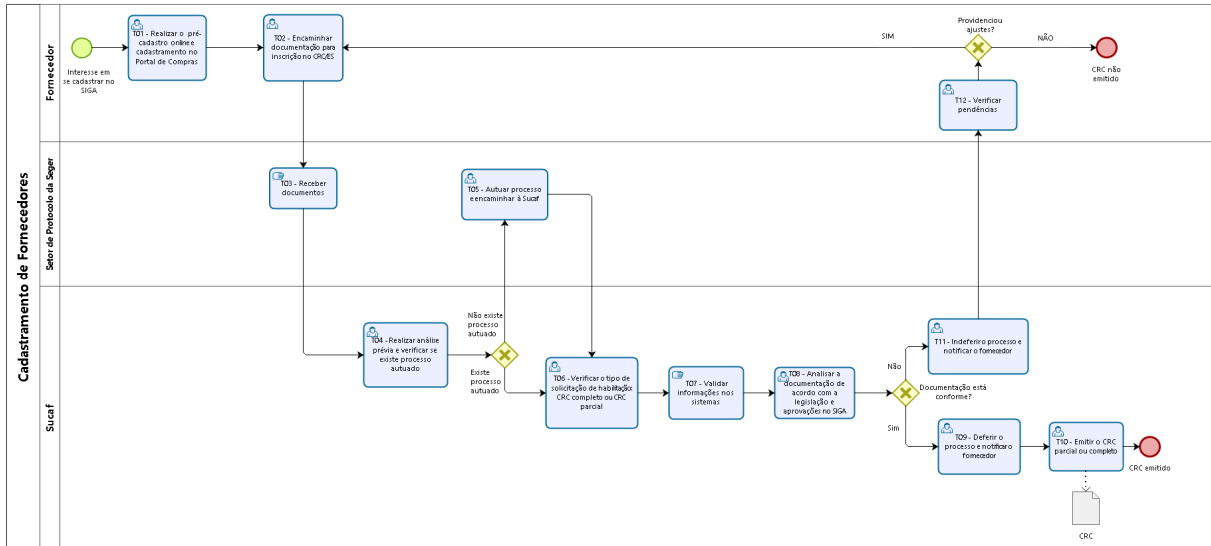 Cadastramento de Fornecedores
Fornecedor
Interesse em
se cadastrar no
SIGA
T01 - Realizar o pré-
cadastro online e
cadastramento no
Portal de Compras
T02 - Encaminhar
documentação para
inscrição no CRC/ES
Providenciou
ajustes?
SIM
NÃO
CRC não
emitido
T12 - Verificar
pendências
Setor de Protocolo da Seger
T03 - Receber
documentos
T05 - Autuar processo
e encaminhar à Sucaf
Sucaf
T04 - Realizar análise
prévia e verificar se
existe processo
autuado
Não existe
processo
autuado
Existe
processo
autuado
T06 - Verificar o tipo de
solicitação de habilitação:
CRC completo ou CRC
parcial
T07 - Validar
informações nos
sistemas
T08 - Analisar a
documentação de
acordo com a
legislação e
aprovações no SIGA
Documentação está
conforme?
Não
Sim
T11 - Indeferir o processo e
notificar o fornecedor
T09 - Deferir o
processo e notificar o
fornecedor
T10 - Emitir o CRC
parcial ou completo
CRC emitido
CRC